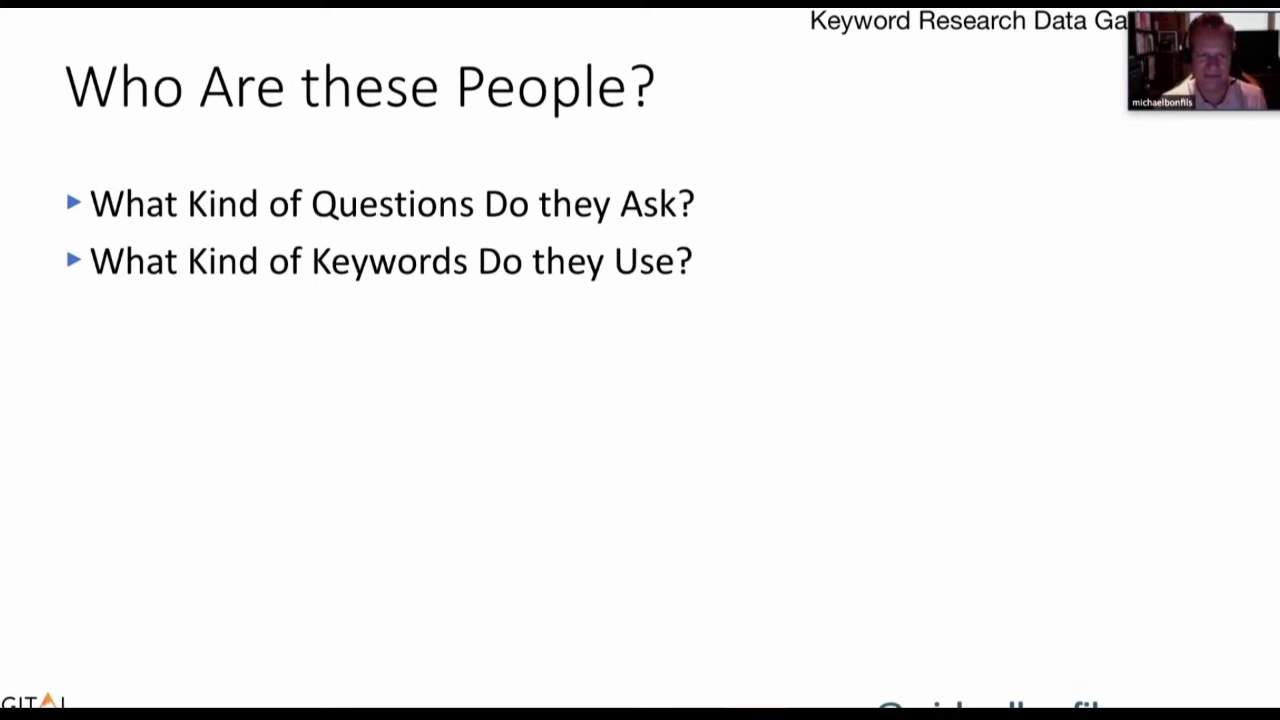 Keyword Research Data Ga
michaelbonfils
Who Are these People?
What Kind of Questions Do they Ask?
What Kind of Keywords Do they Use?
GITAL